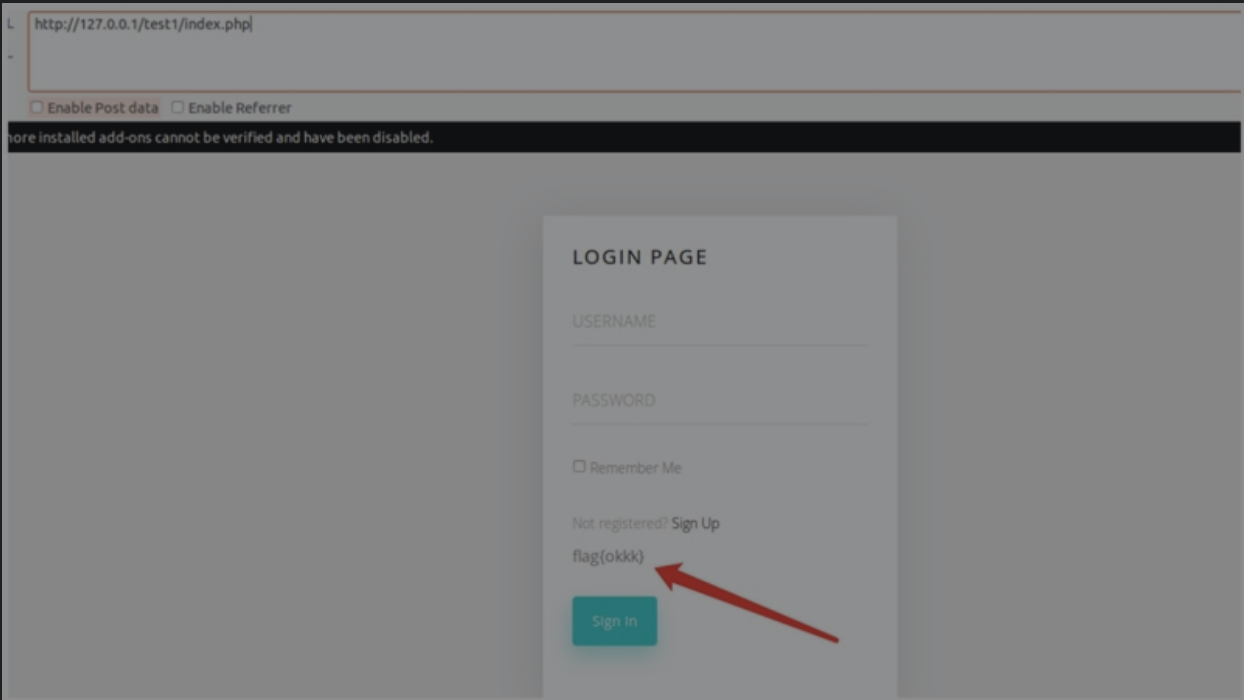 L
http://127.0.0.1/test1/index.php
Enable Post data Enable Referrer
more installed add-ons cannot be verified and have been disabled.
LOGIN PAGE
USERNAME
PASSWORD
Remember Me
Not registered? Sign Up
flag{okkk}
Sign In